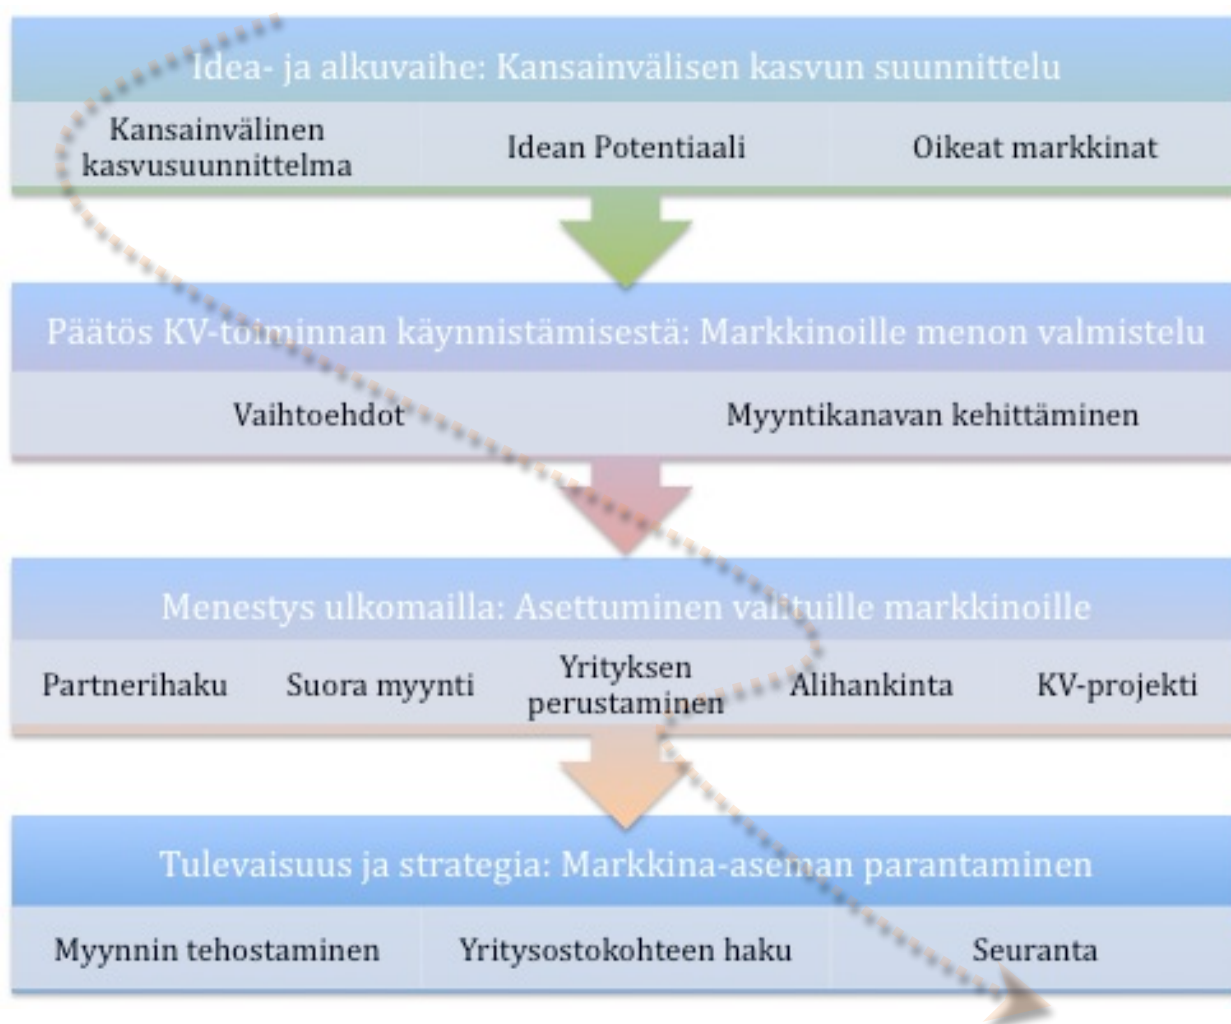 Idea- ja alkuvaihe: Kansainvälisen kasvun suunnittelu
Kansainvälinen
kasvusuunnittelma
Idean Potentiaali
Oikeat markkinat
Päätös KV-toiminnan käynnistämisestä: Markkinoille menon valmistelu
Vaihtoehdot
Myyntikanavan kehittäminen
Menestys ulkomailla: Asettuminen valituille markkinoille
Partnerihaku
Suora myynti
Yrityksen
perustaminen
Alihankinta
KV-projekti
Tulevaisuus ja strategia: Markkina-aseman parantaminen
Myynnin tehostaminen
Yritysostokohteen haku
Seuranta